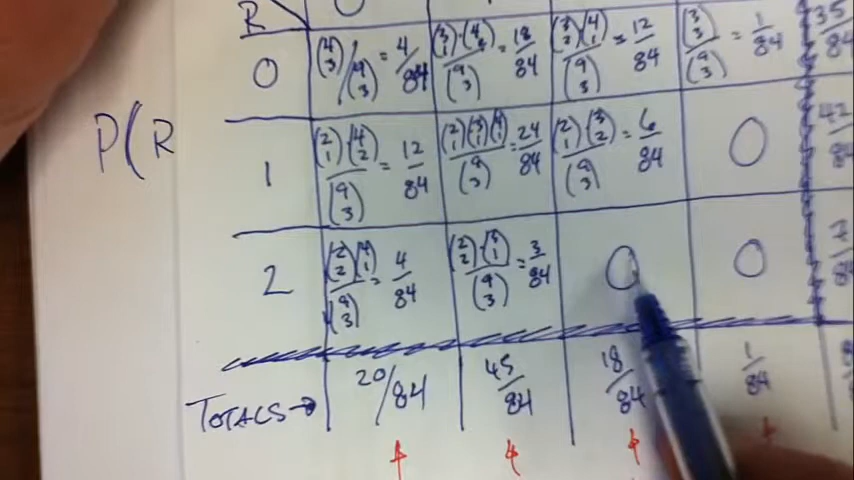 R 0
0 (4 3)/(9 3) = 4/84 (3 1)·(4 2)/(9 3) = 18/84 (3 2)·(4 1)/(9 3) = 12/84 (3 3)/(9 3) = 1/84 35/84
P(R
1 (2 1)·(4 2)/(9 3) = 12/84 (2 1)(3 1)(4 1)/(9 3) = 24/84 (2 1)·(3 2)/(9 3) = 6/84 0 42/84
2 (2 2)(4 1)/(9 3) = 4/84 (2 2)·(3 1)/(9 3) = 3/84 0 0 7/84
TOTALS→ 20/84 45/84 18/84 1/84